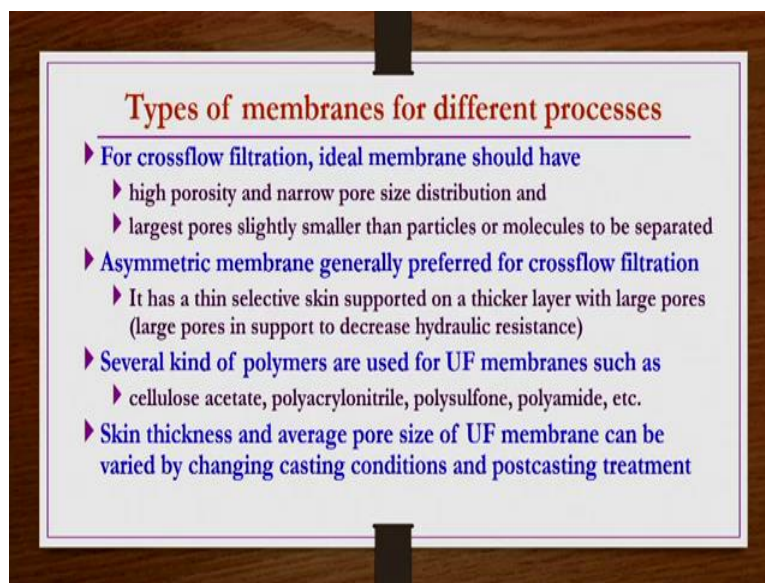 Types of membranes for different processes
For crossflow filtration, ideal membrane should have
high porosity and narrow pore size distribution and
largest pores slightly smaller than particles or molecules to be separated
Asymmetric membrane generally preferred for crossflow filtration
It has a thin selective skin supported on a thicker layer with large pores
(large pores in support to decrease hydraulic resistance)
Several kind of polymers are used for UF membranes such as
cellulose acetate, polyacrylonitrile, polysulfone, polyamide, etc.
Skin thickness and average pore size of UF membrane can be
varied by changing casting conditions and postcasting treatment